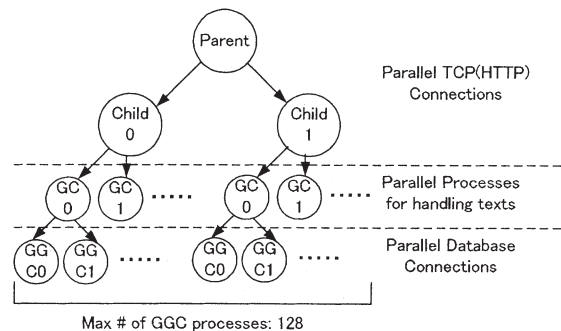 Parent
Parallel TCP(HTTP)
Connections
Child
0
Child
1
GC
0
GC
1
.....
GC
0
GC
1
.....
Parallel Processes
for handling texts
GG
C0
GG
C1
.....
GG
C0
GG
C1
.....
Parallel Database
Connections
Max # of GGC processes: 128